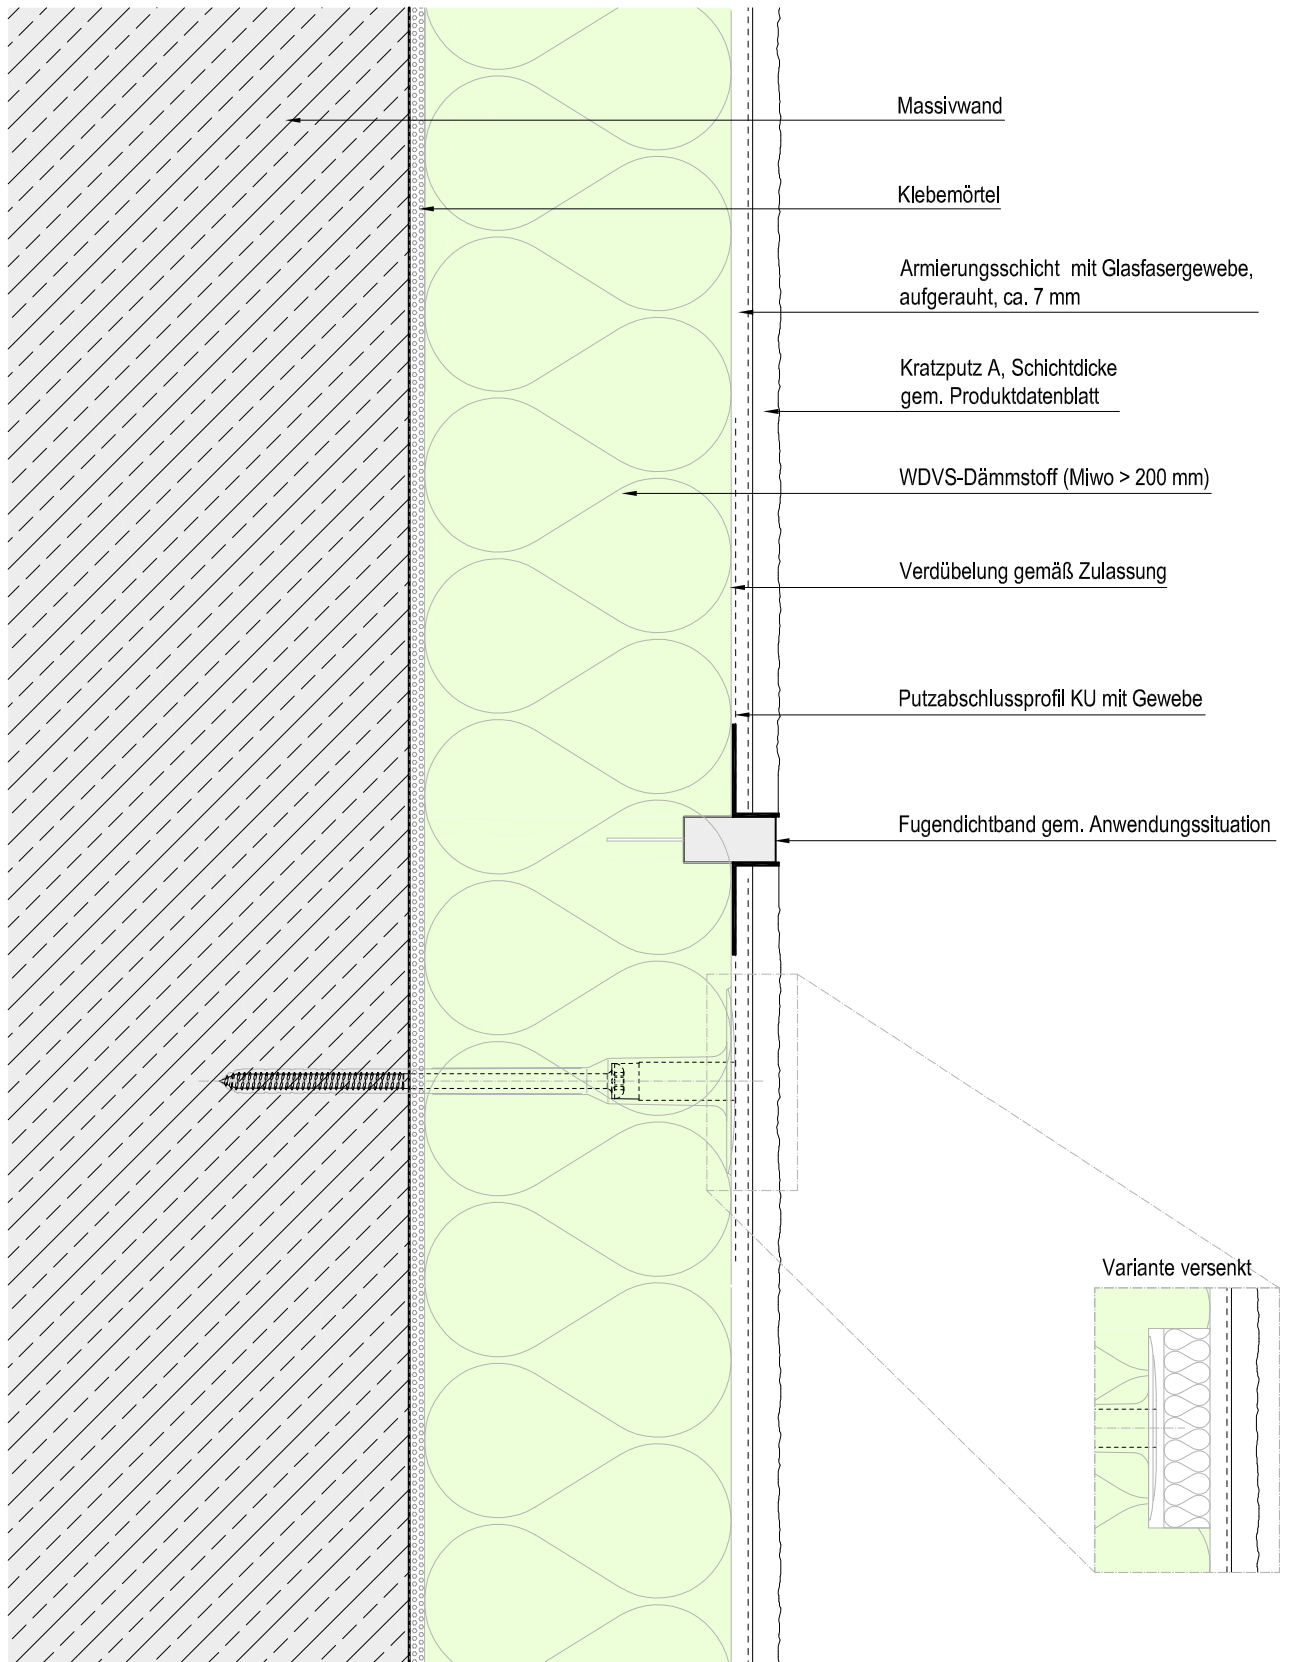 Massivwand
Klebemörtel
Armierungsschicht mit Glasfasergewebe,
aufgerauht, ca. 7 mm
Kratzputz A, Schichtdicke
gem. Produktdatenblatt
WDVS-Dämmstoff (Miwo > 200 mm)
Verdübelung gemäß Zulassung
Putzabschlussprofil KU mit Gewebe
Fugendichtband gem. Anwendungssituation
Variante versenkt